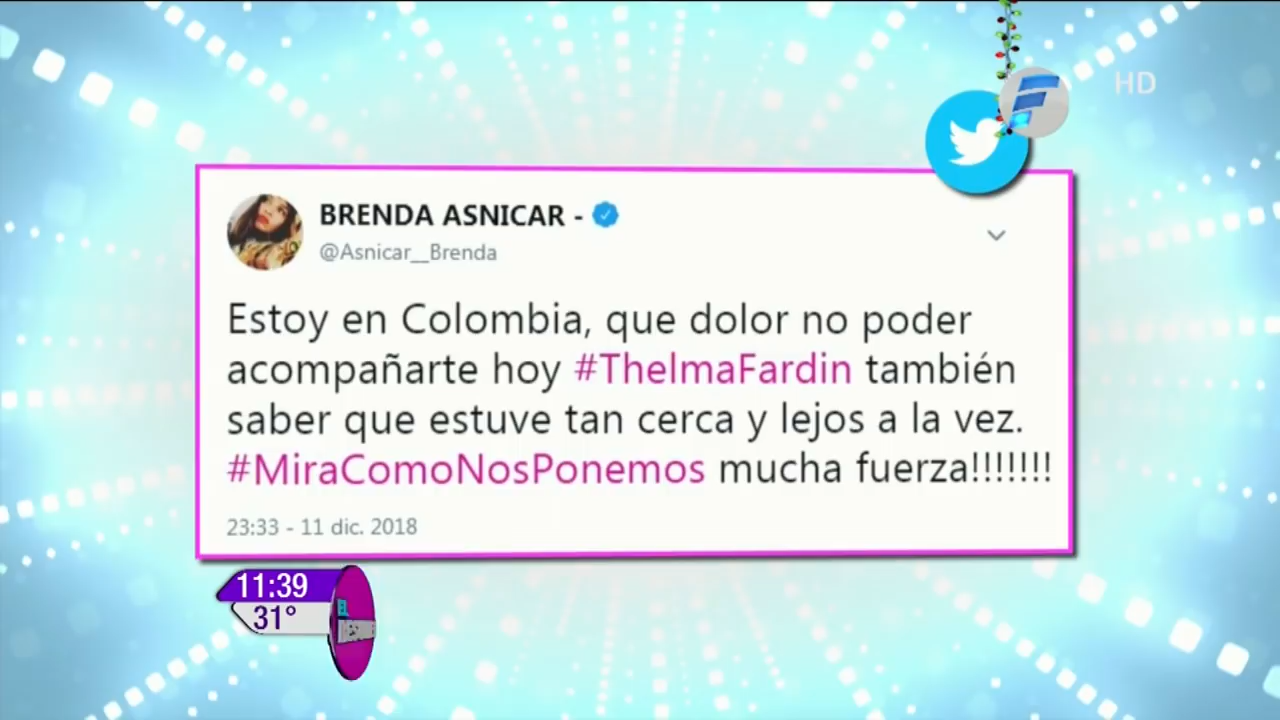 HD
BRENDA ASNICAR -
@Asnicar__Brenda
Estoy en Colombia, que dolor no poder
acompañarte hoy #ThelmaFardin también
saber que estuve tan cerca y lejos a la vez.
#MiraComoNosPonemos mucha fuerza!!!!!!!
23:33 - 11 dic. 2018
11:39
31°